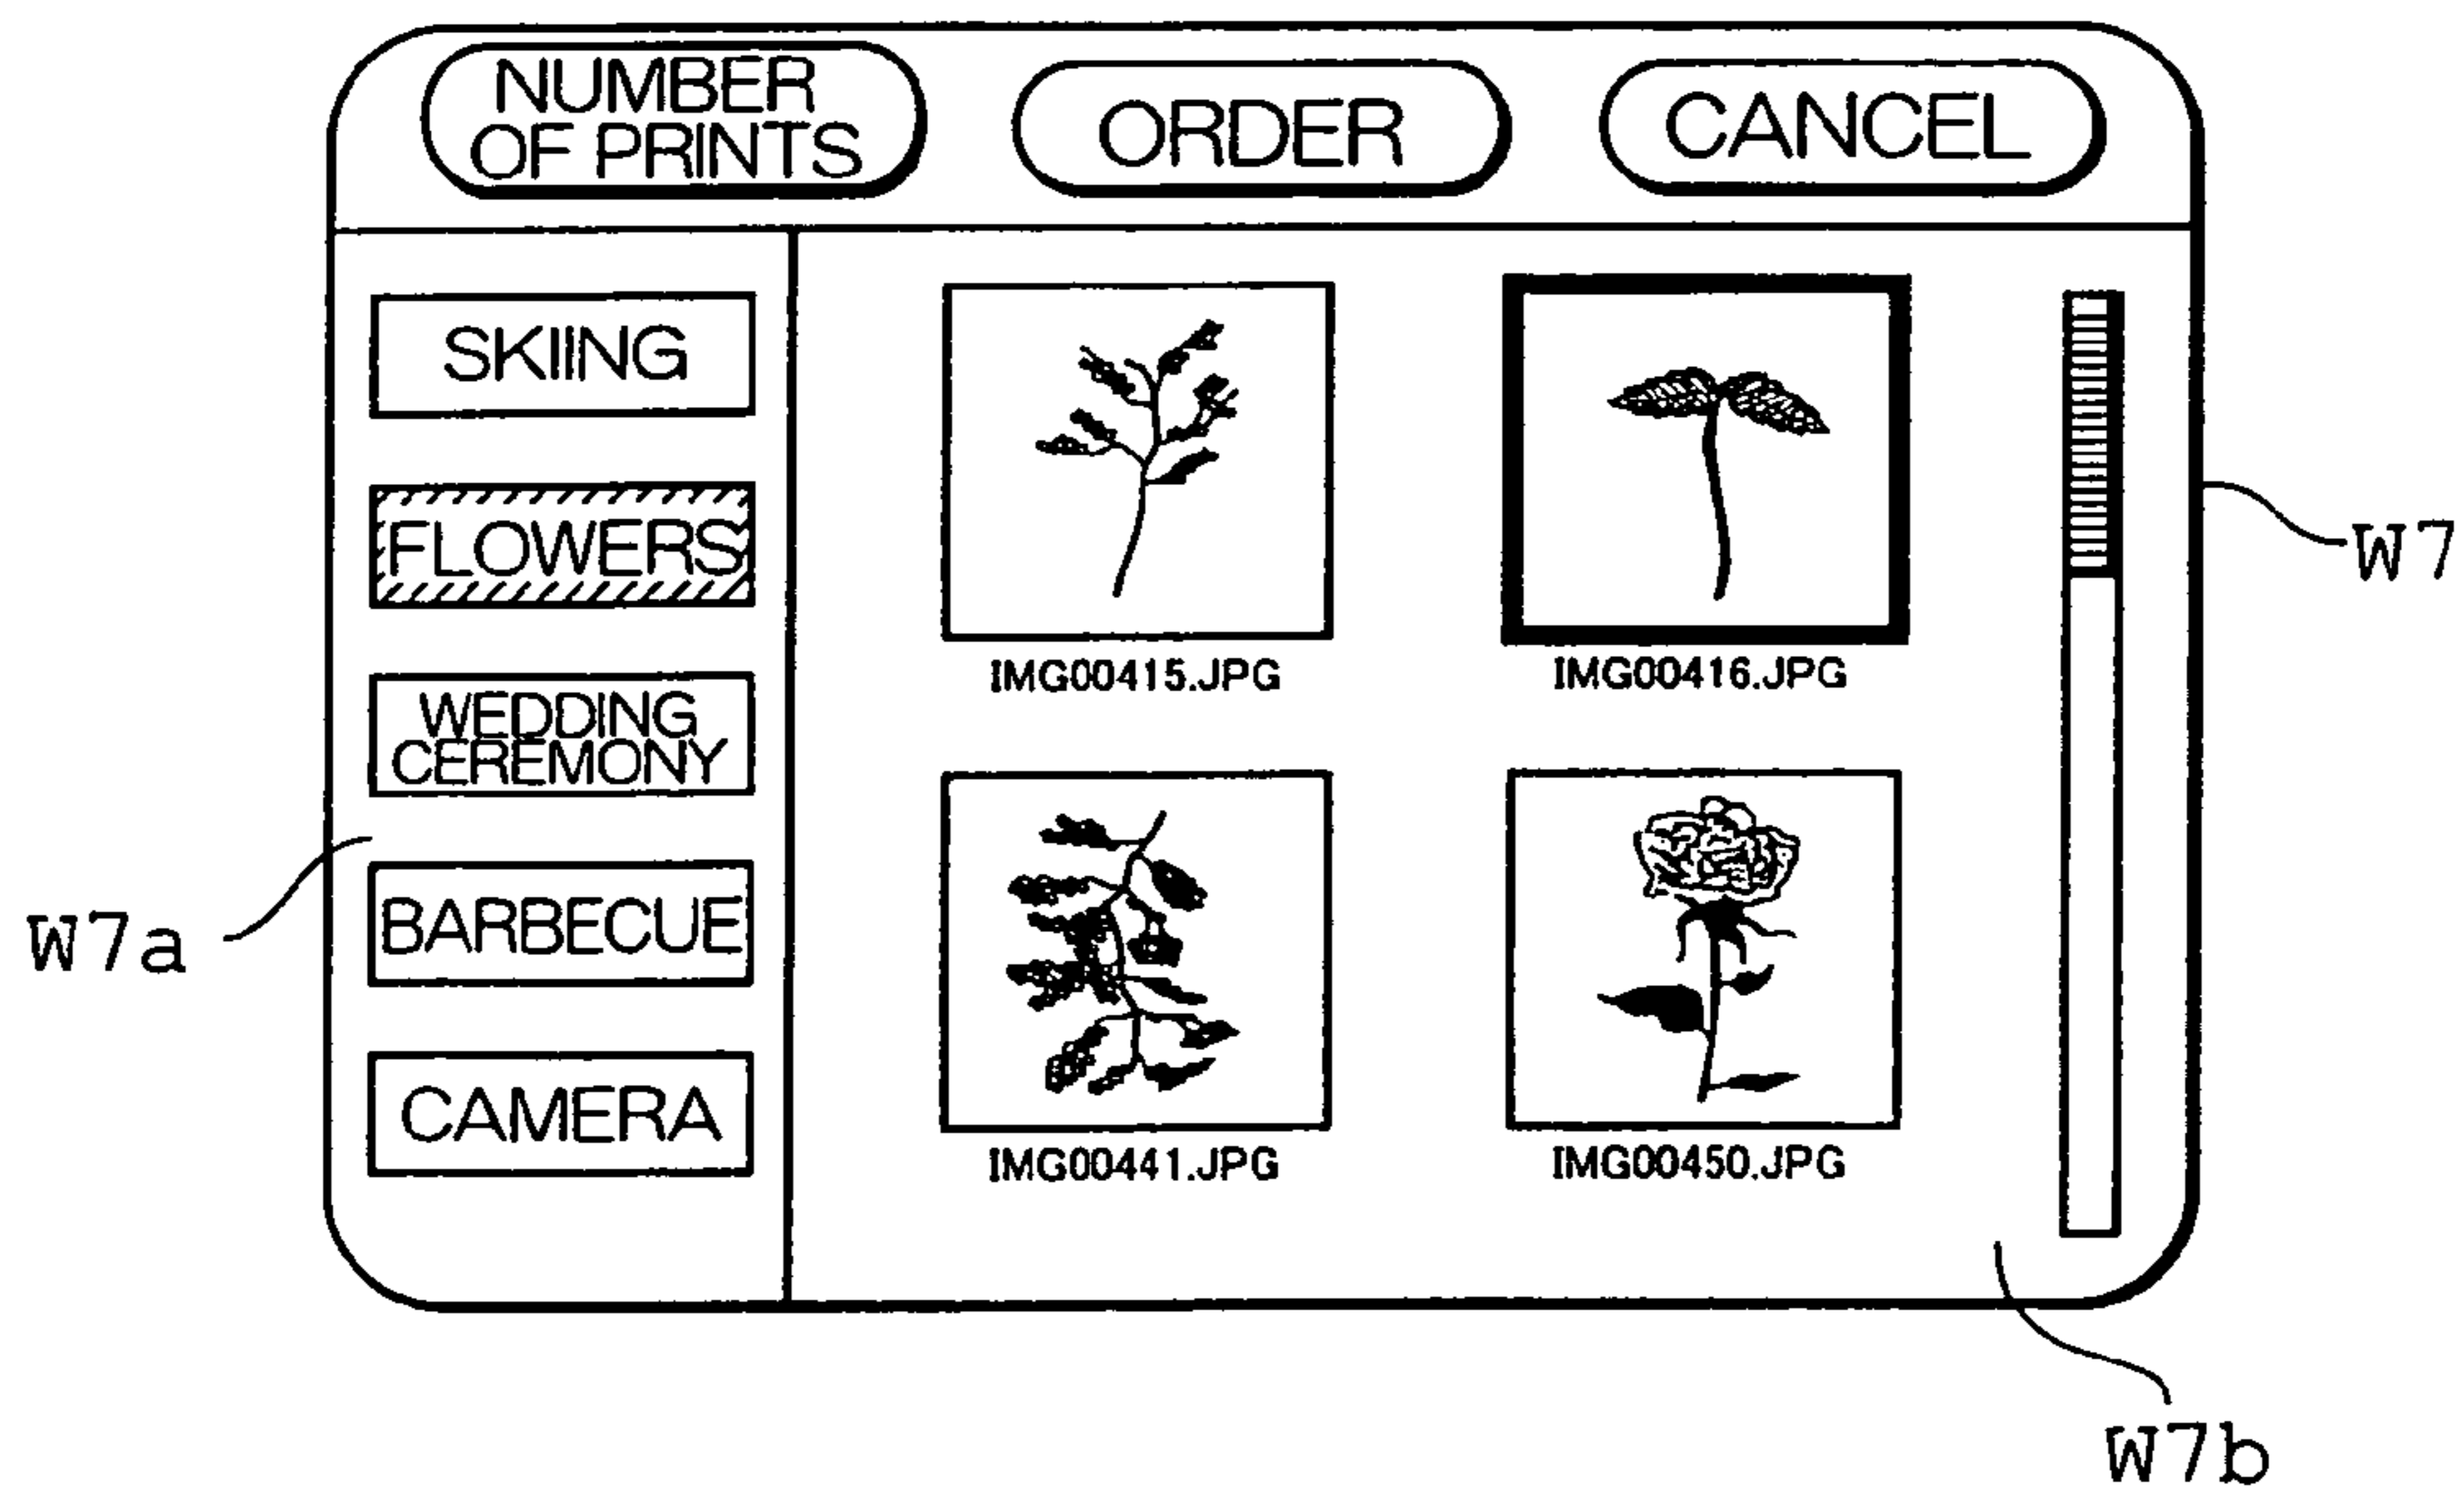 NUMBER
OF PRINTS
ORDER
CANCEL
SKIING
FLOWERS
WEDDING
CEREMONY
BARBECUE
CAMERA
IMG00415.JPG
IMG00416.JPG
IMG00441.JPG
IMG00450.JPG
W7
W7a
W7b